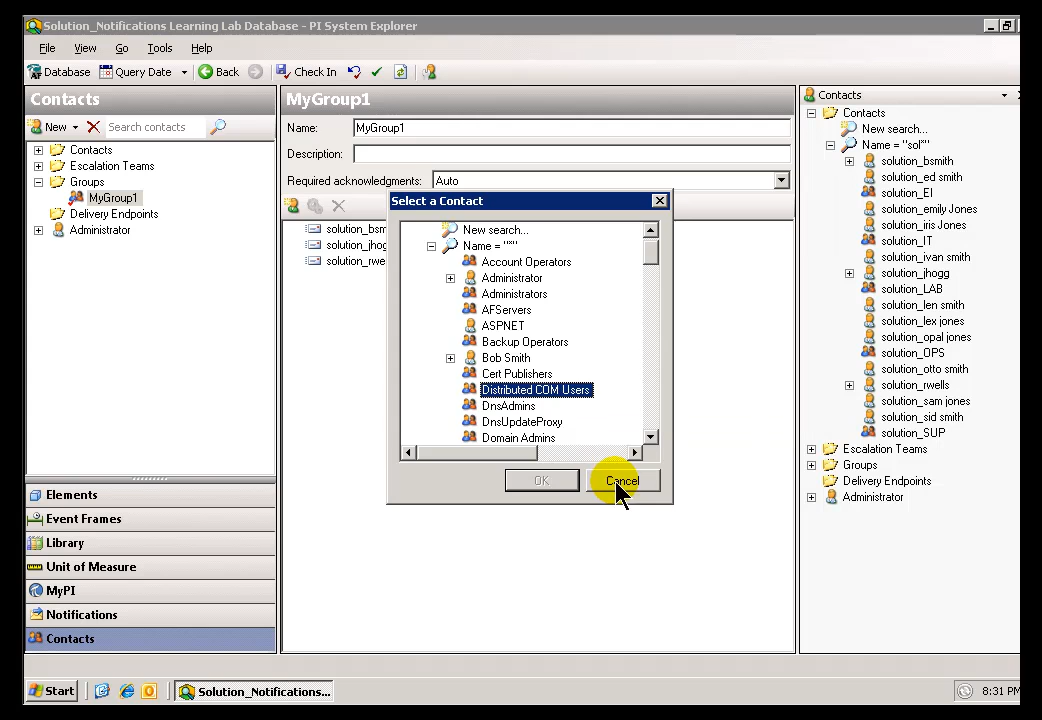 Solution_Notifications Learning Lab Database - PI System Explorer
File View Go Tools Help
Database Query Date Back Check In
Contacts
New Search contacts
Contacts
Escalation Teams
Groups
MyGroup1
Delivery Endpoints
Administrator
Elements
Event Frames
Library
Unit of Measure
MyPI
Notifications
Contacts
MyGroup1
Name: MyGroup1
Description:
Required acknowledgments: Auto
solution_bsm
solution_jhog
solution_rwe
Select a Contact
New search...
Name = "*"
Account Operators
Administrator
Administrators
AFServers
ASPNET
Backup Operators
Bob Smith
Cert Publishers
Distributed COM Users
DnsAdmins
DnsUpdateProxy
Domain Admins
OK Cancel
Contacts
Contacts
New search...
Name = "sol*"
solution_bsmith
solution_ed smith
solution_EI
solution_emily Jones
solution_iris Jones
solution_IT
solution_ivan smith
solution_jhogg
solution_LAB
solution_len smith
solution_lex jones
solution_opal jones
solution_OPS
solution_otto smith
solution_rwells
solution_sam jones
solution_sid smith
solution_SUP
Escalation Teams
Groups
Delivery Endpoints
Administrator
Start Solution_Notifications... 8:31 PM